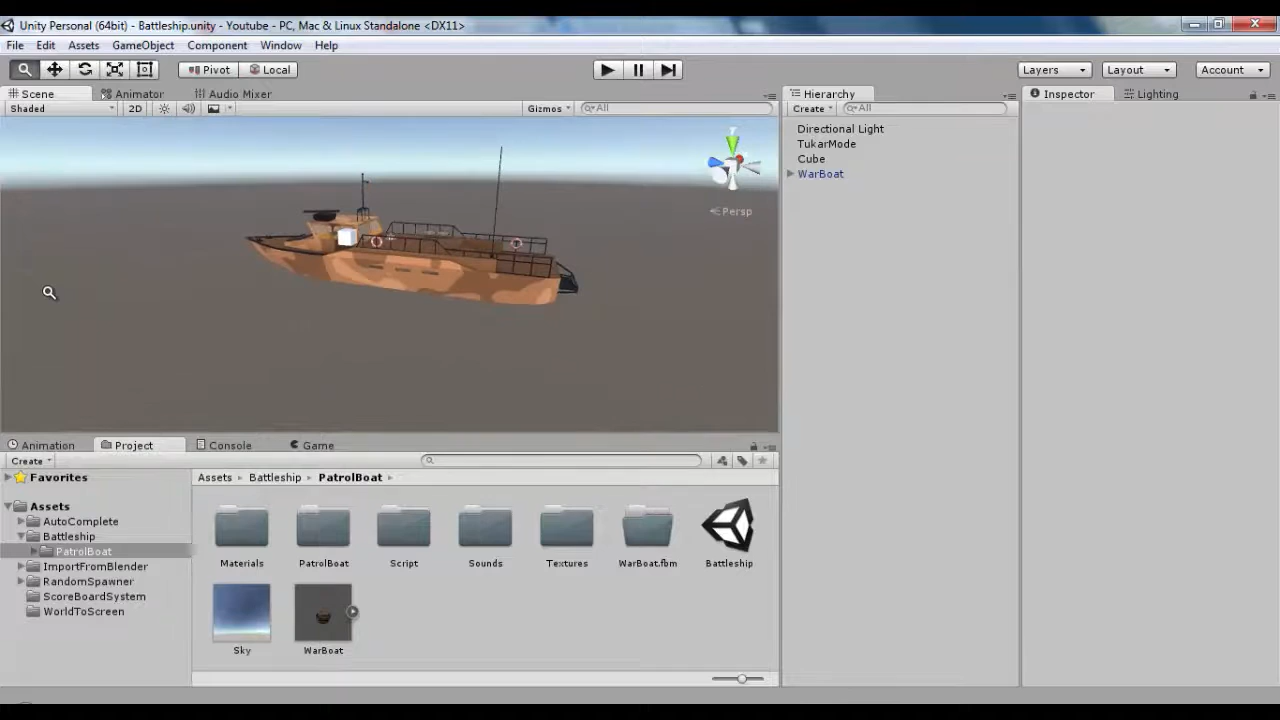 Unity Personal (64bit) - Battleship.unity - Youtube - PC, Mac & Linux Standalone <DX11>
File Edit Assets GameObject Component Window Help
Pivot Local Layers Layout Account
Scene Animator Audio Mixer Hierarchy Inspector Lighting
Shaded 2D Gizmos All Create All
Directional Light
TukarMode
Cube
WarBoat
Persp
Animation Project Console Game
Create
Favorites
Assets
AutoComplete
Battleship
PatrolBoat
ImportFromBlender
RandomSpawner
ScoreBoardSystem
WorldToScreen
Assets Battleship PatrolBoat
Materials PatrolBoat Script Sounds Textures WarBoat.fbm Battleship
Sky WarBoat